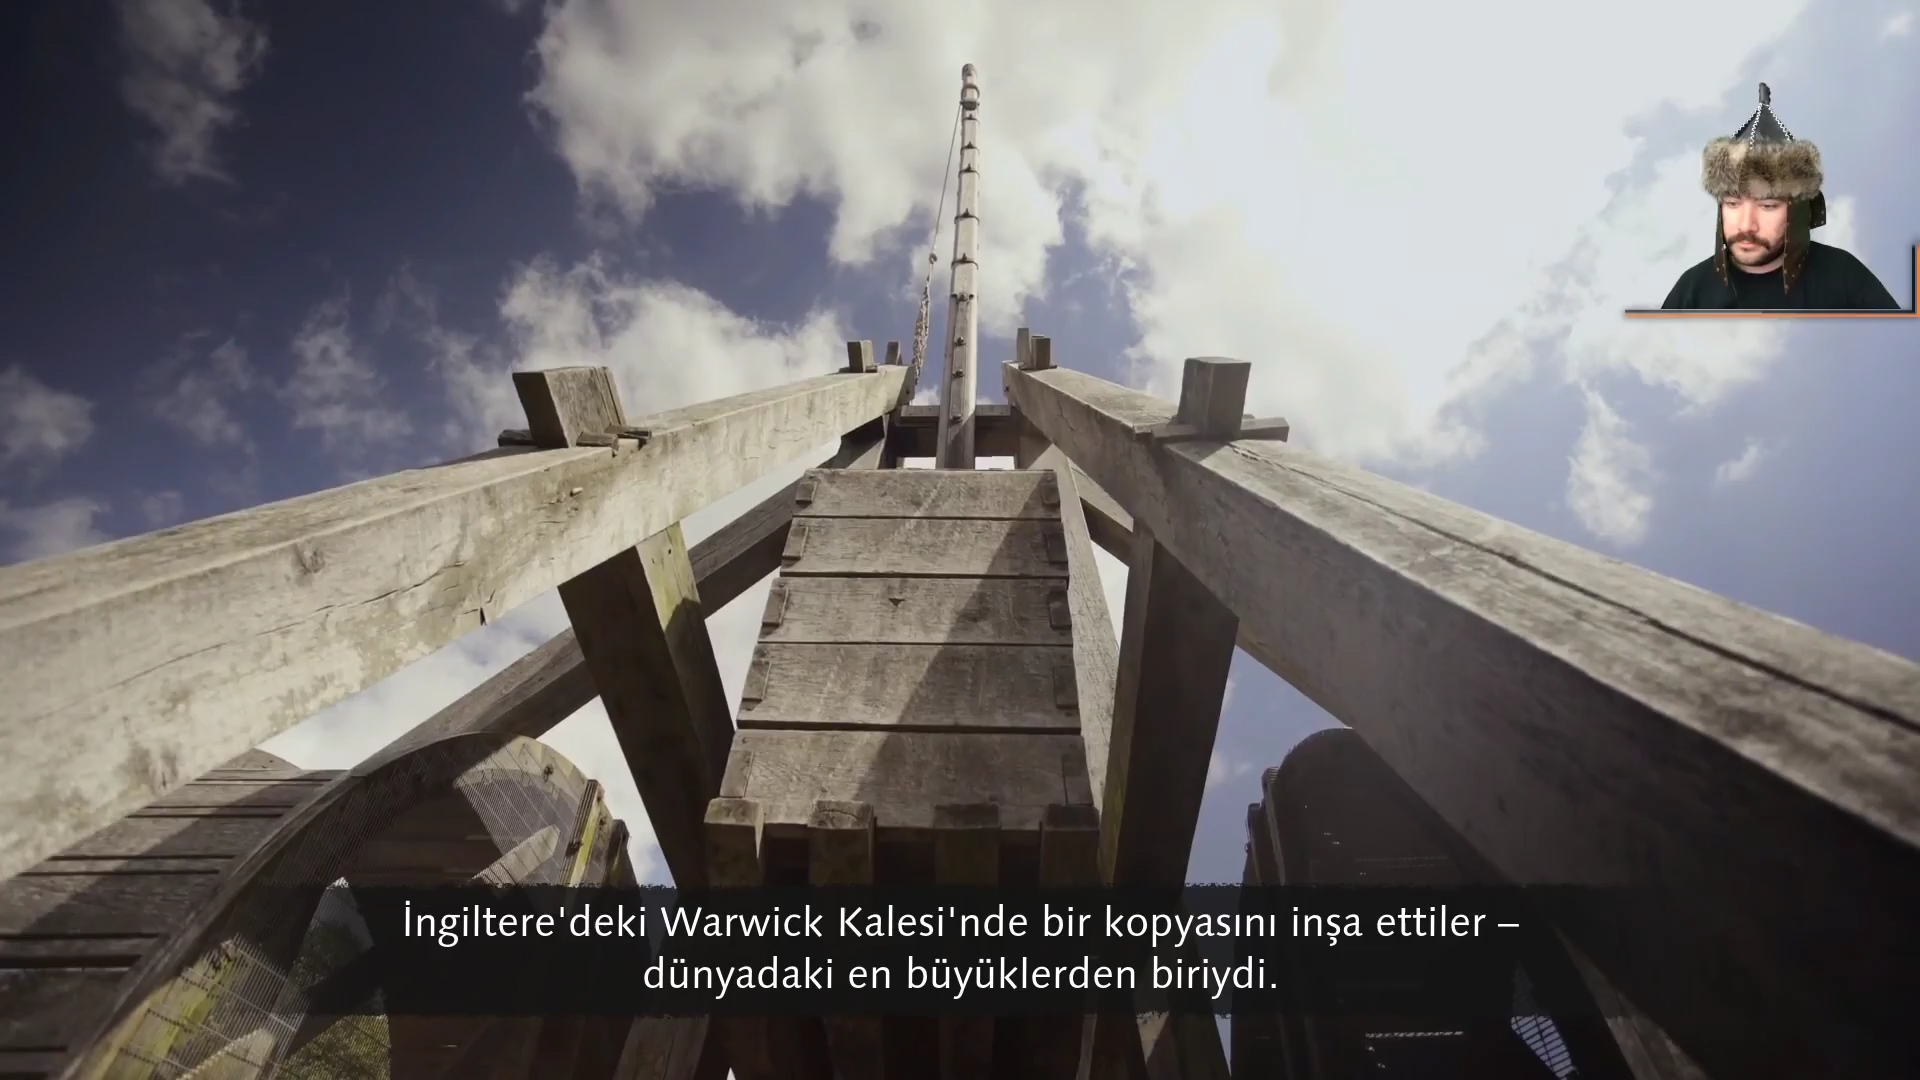 İngiltere'deki Warwick Kalesi'nde bir kopyasını inşa ettiler –
dünyadaki en büyüklerden biriydi.